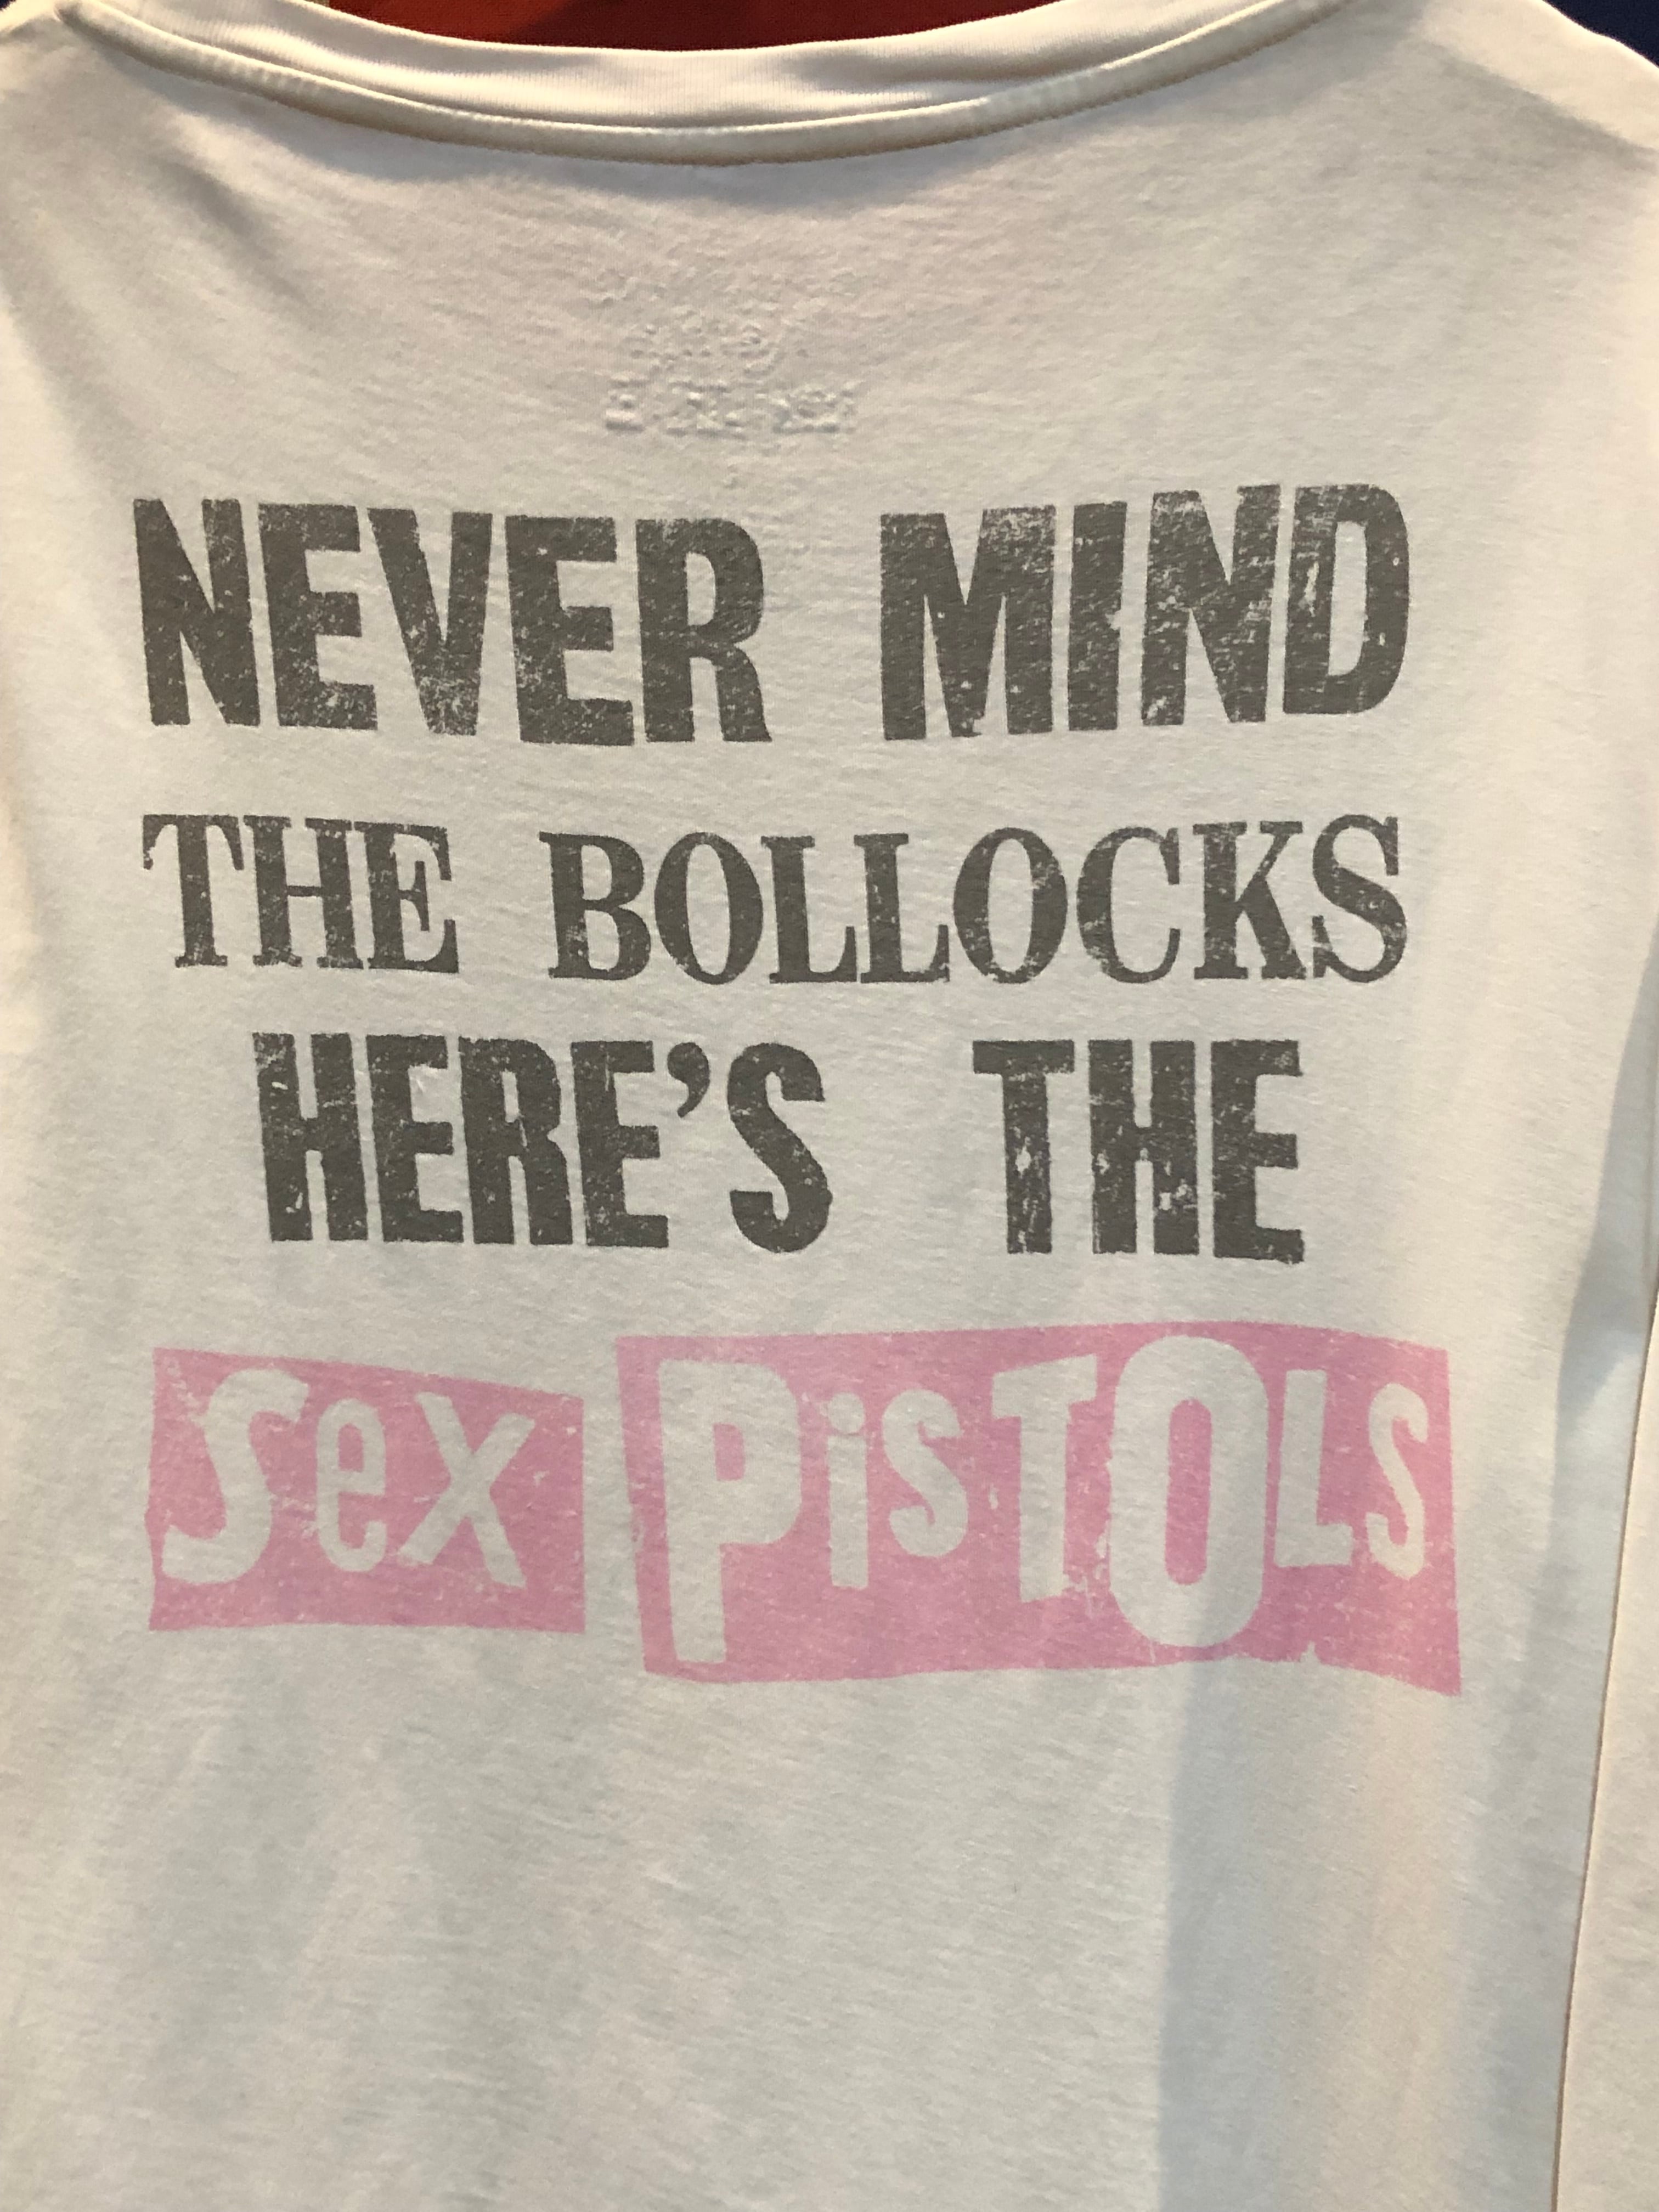 NEVER MIND
THE BOLLOCKS
HERE'S THE
Sex PiSTOLS